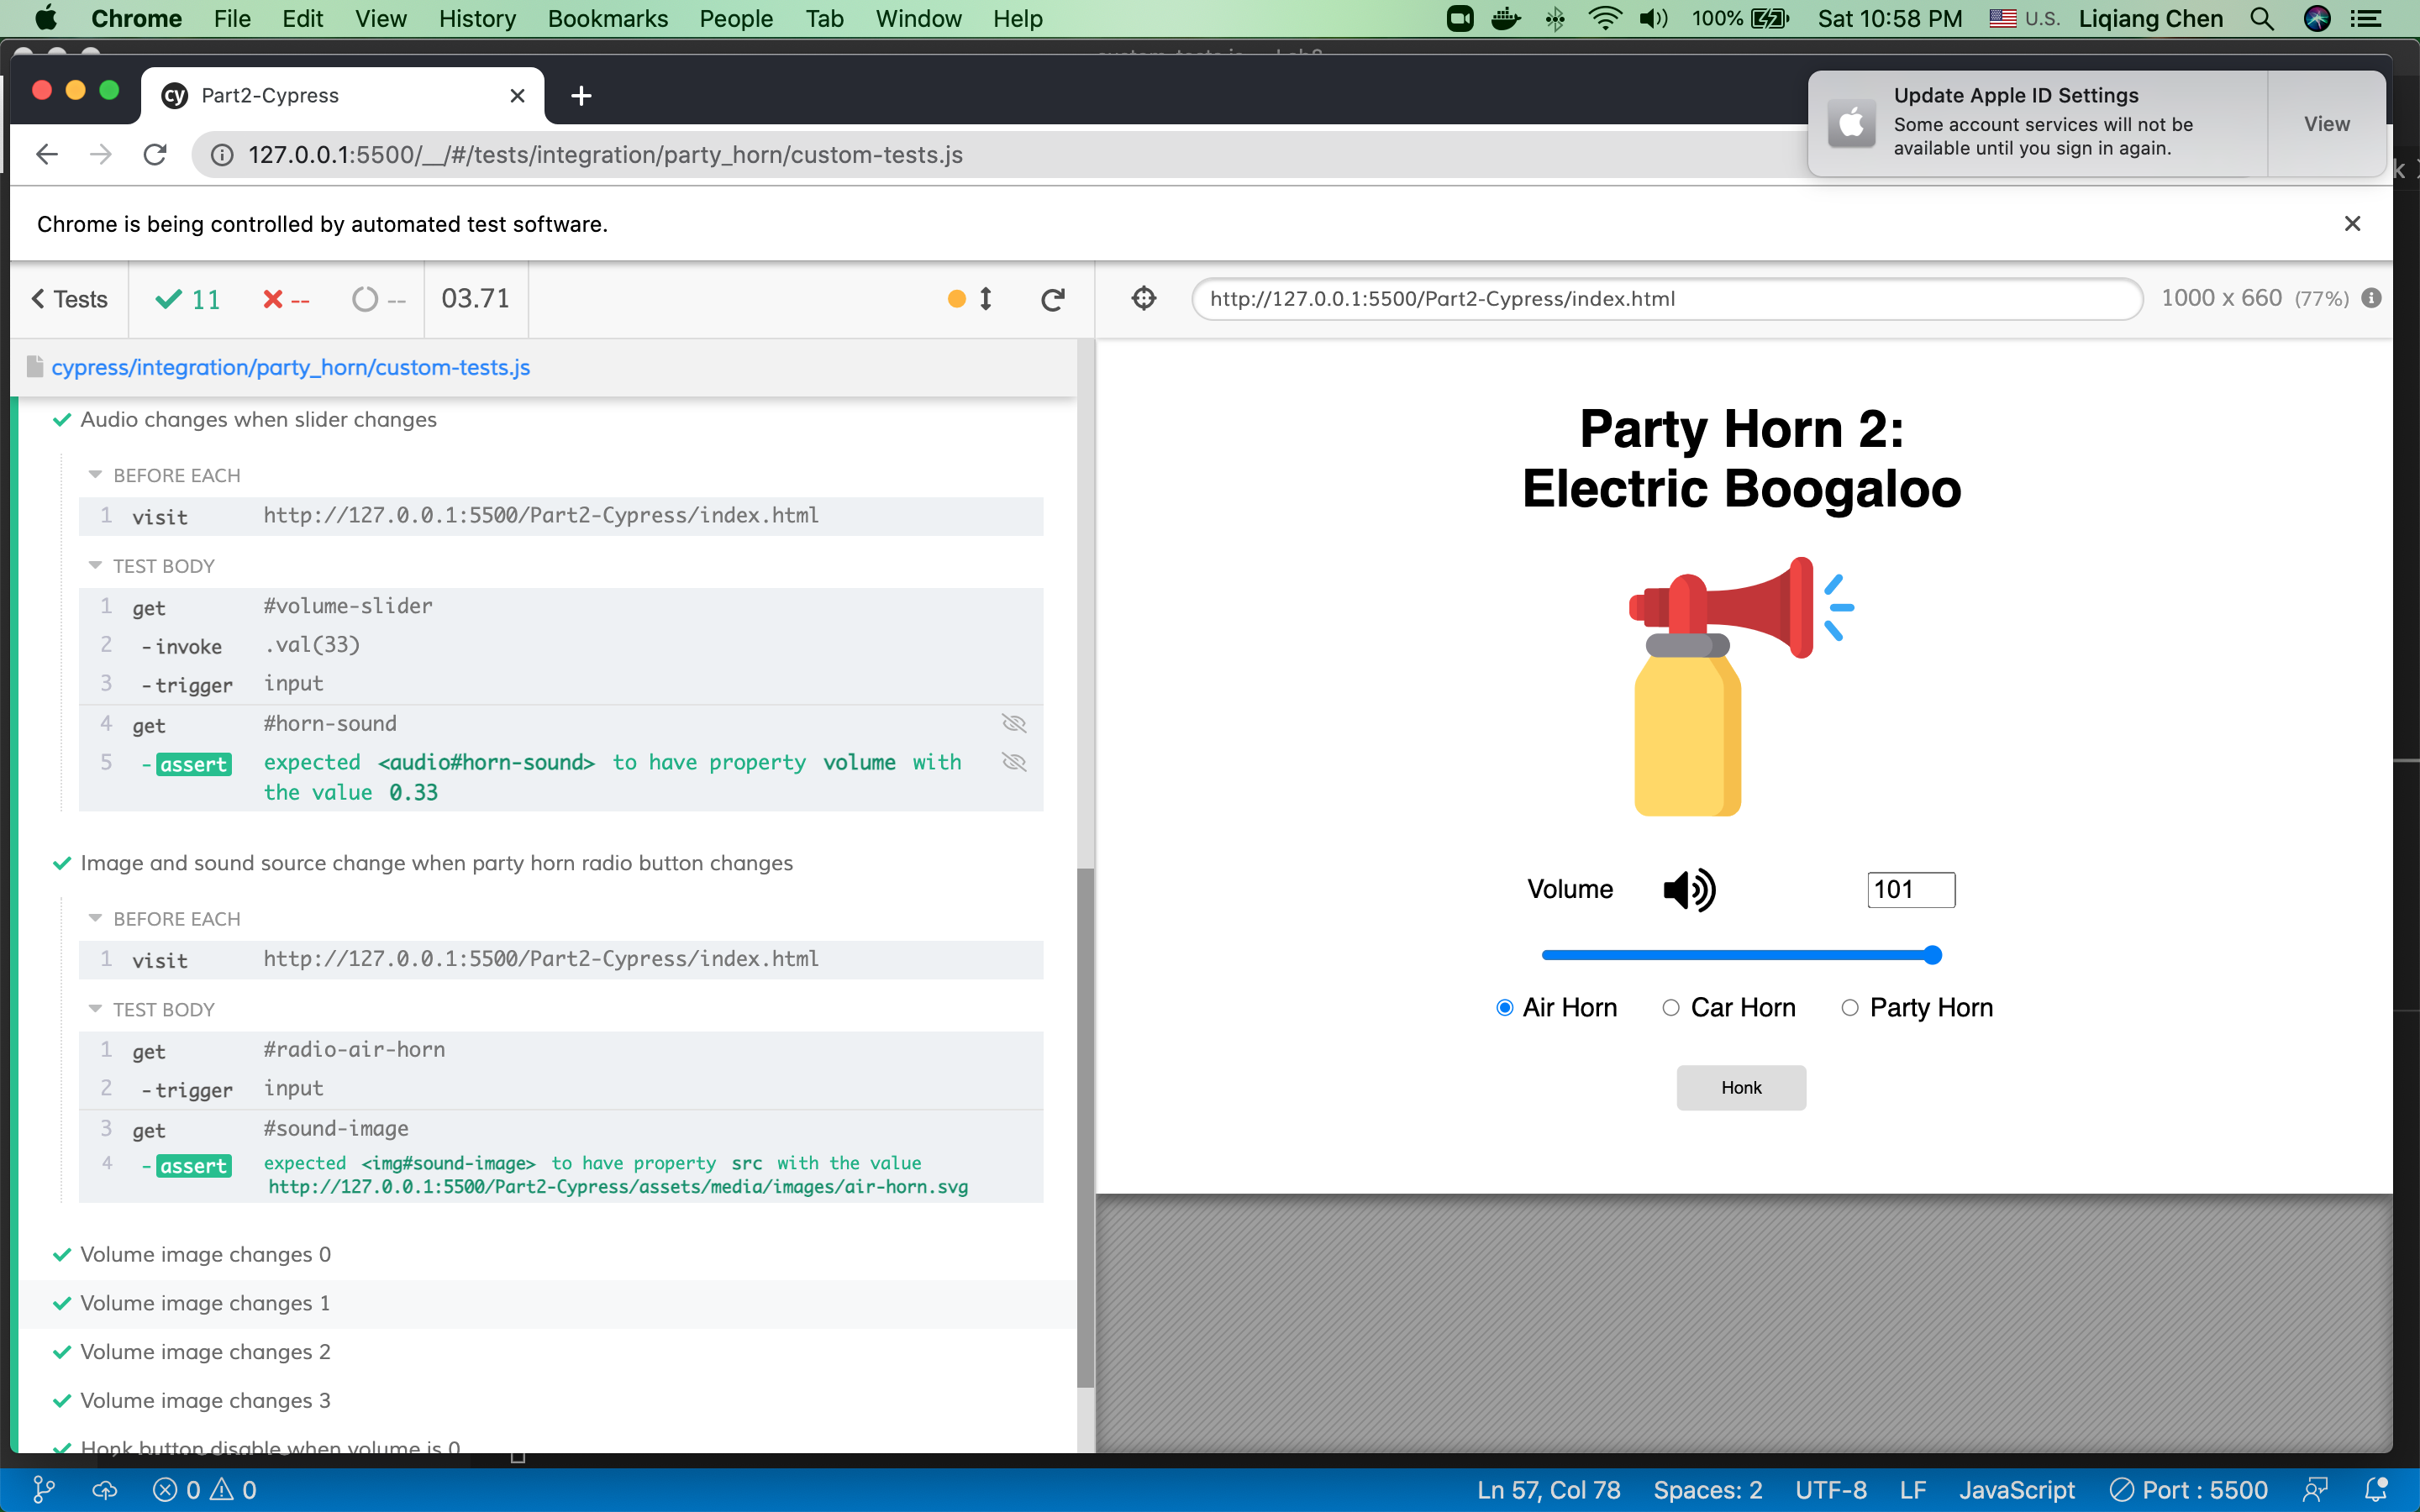 Chrome File Edit View History Bookmarks People Tab Window Help 100% Sat 10:58 PM U.S. Liqiang Chen
cy Part2-Cypress
Update Apple ID Settings
Some account services will not be
available until you sign in again.
View
127.0.0.1:5500/__/#/tests/integration/party_horn/custom-tests.js
Chrome is being controlled by automated test software.
Tests 11 -- -- 03.71
http://127.0.0.1:5500/Part2-Cypress/index.html 1000 x 660 (77%)
cypress/integration/party_horn/custom-tests.js
Audio changes when slider changes
BEFORE EACH
1 visit http://127.0.0.1:5500/Part2-Cypress/index.html
TEST BODY
1 get #volume-slider
2 -invoke .val(33)
3 -trigger input
4 get #horn-sound
5 -assert expected <audio#horn-sound> to have property volume with
the value 0.33
Image and sound source change when party horn radio button changes
BEFORE EACH
1 visit http://127.0.0.1:5500/Part2-Cypress/index.html
TEST BODY
1 get #radio-air-horn
2 -trigger input
3 get #sound-image
4 -assert expected <img#sound-image> to have property src with the value
http://127.0.0.1:5500/Part2-Cypress/assets/media/images/air-horn.svg
Volume image changes 0
Volume image changes 1
Volume image changes 2
Volume image changes 3
Honk button disable when volume is 0
Party Horn 2:
Electric Boogaloo
Volume 101
Air Horn Car Horn Party Horn
Honk
0 0 Ln 57, Col 78 Spaces: 2 UTF-8 LF JavaScript Port : 5500